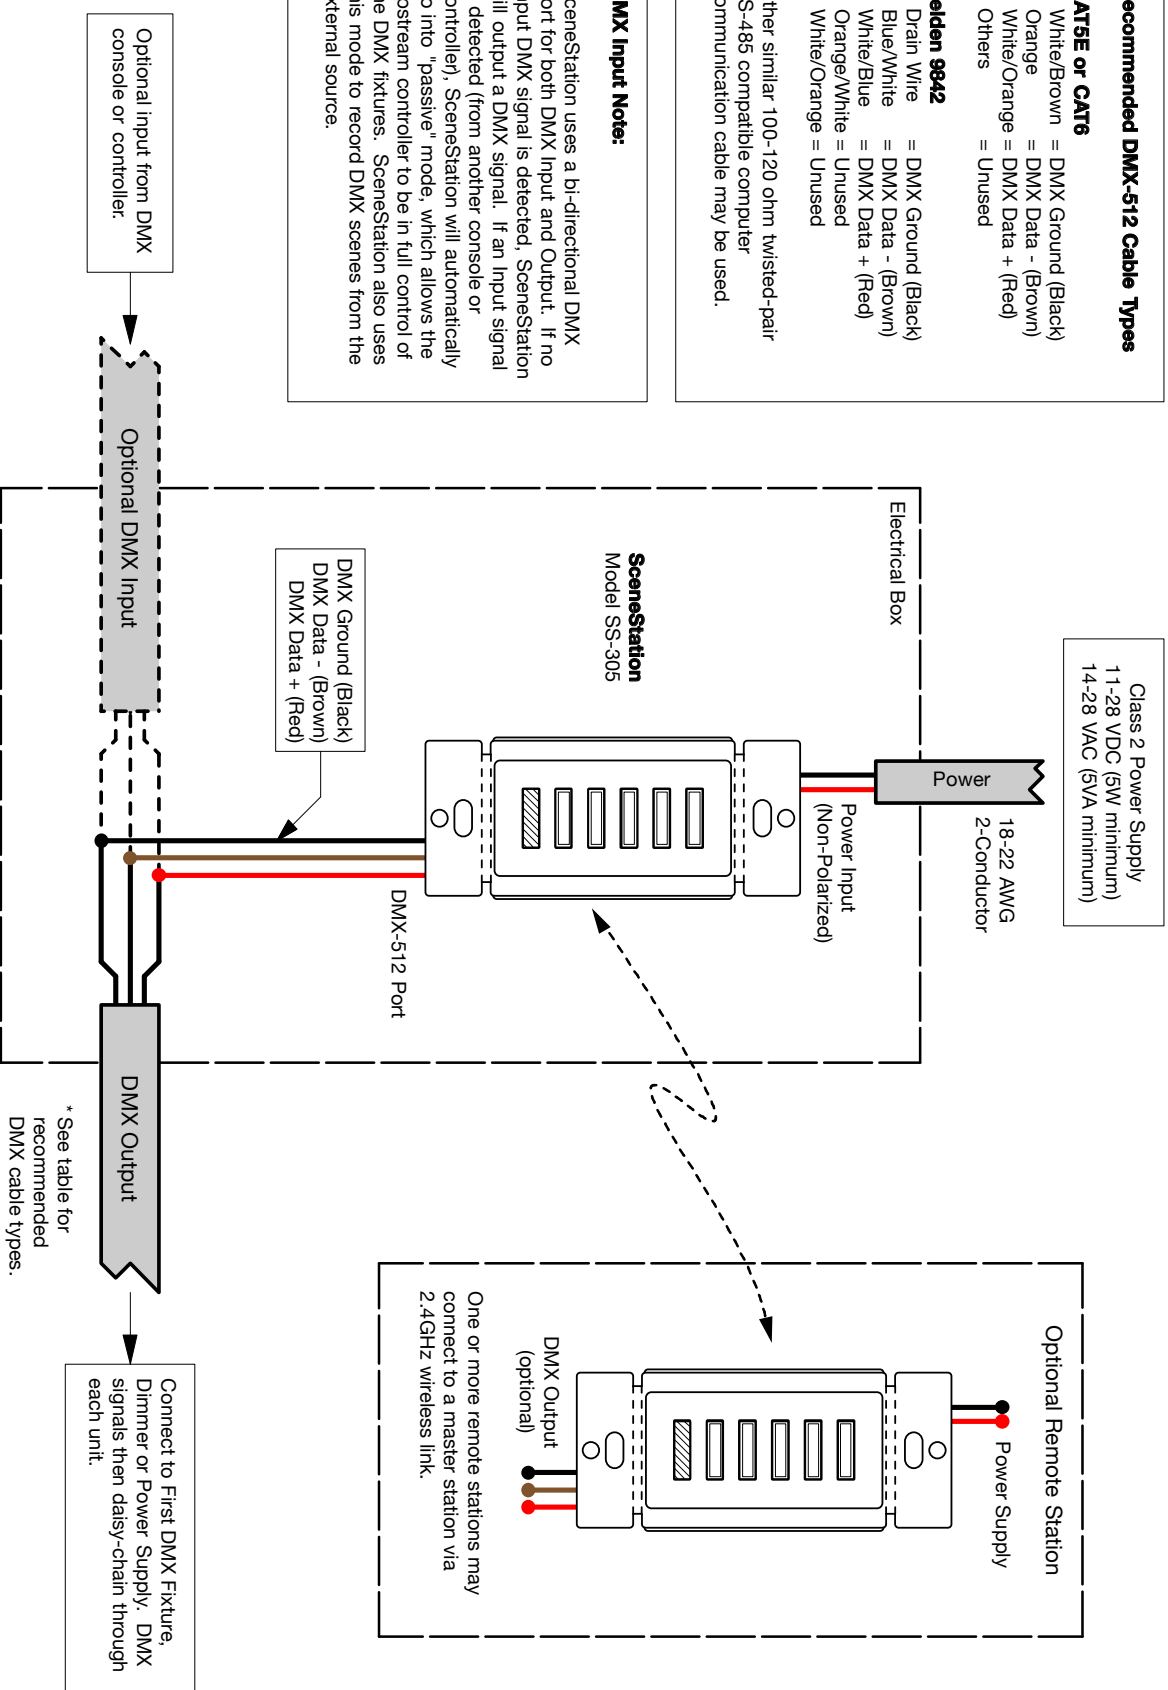 ecommended DMX-512 Cable Types
AT5E or CAT6
White/Brown = DMX Ground (Black)
Orange = DMX Data - (Brown)
White/Orange = DMX Data + (Red)
Others = Unused
elden 9842
Drain Wire = DMX Ground (Black)
Blue/White = DMX Data - (Brown)
White/Blue = DMX Data + (Red)
Orange/White = Unused
White/Orange = Unused
ther similar 100-120 ohm twisted-pair
S-485 compatible computer
ommunication cable may be used.
MX Input Note:
ceneStation uses a bi-directional DMX
ort for both DMX Input and Output. If no
put DMX signal is detected, SceneStation
ill output a DMX signal. If an Input signal
detected (from another console or
ontroller), SceneStation will automatically
o into "passive" mode, which allows the
pstream controller to be in full control of
e DMX fixtures. SceneStation also uses
is mode to record DMX scenes from the
xternal source.
Optional input from DMX
console or controller.
Class 2 Power Supply
11-28 VDC (5W minimum)
14-28 VAC (5VA minimum)
18-22 AWG
2-Conductor
Power
Electrical Box
Power Input
(Non-Polarized)
SceneStation
Model SS-305
DMX-512 Port
DMX Ground (Black)
DMX Data - (Brown)
DMX Data + (Red)
Optional DMX Input
DMX Output
* See table for
recommended
DMX cable types.
Optional Remote Station
Power Supply
DMX Output
(optional)
One or more remote stations may
connect to a master station via
2.4GHz wireless link.
Connect to First DMX Fixture,
Dimmer or Power Supply. DMX
signals then daisy-chain through
each unit.